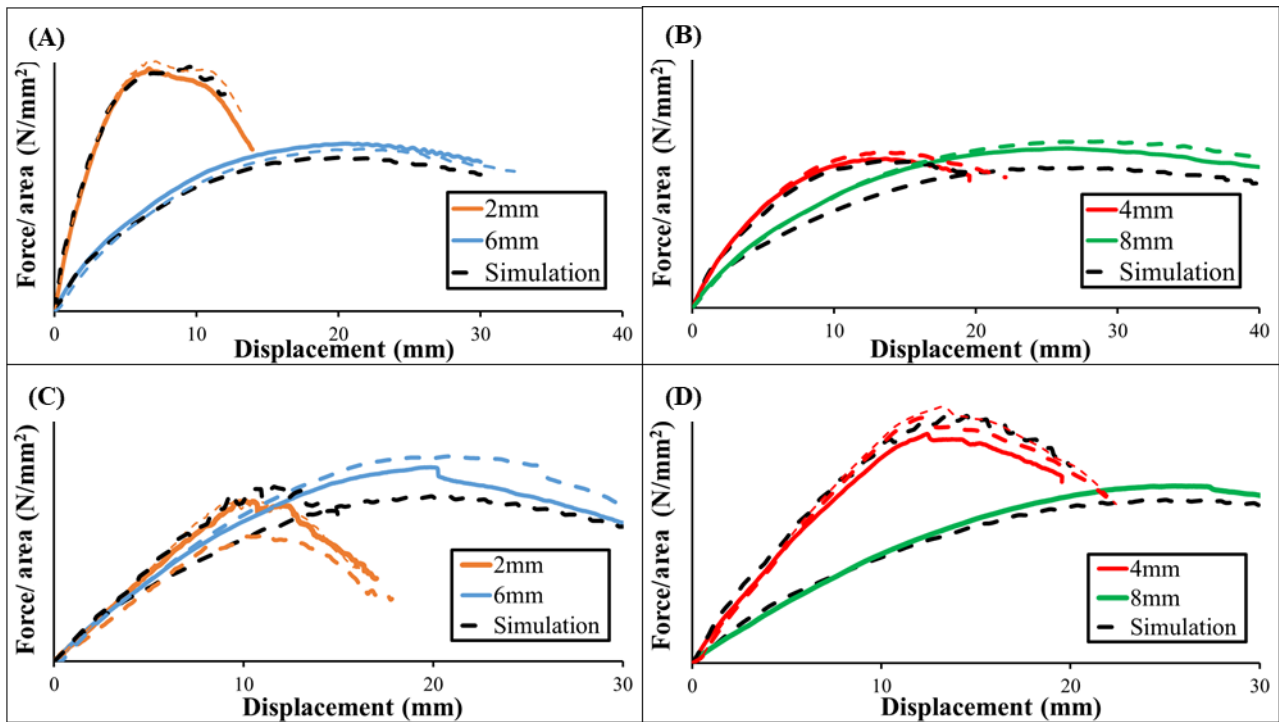 (A)
Force/ area (N/mm²)
2mm
6mm
Simulation
0 10 20 30 40
Displacement (mm)
(B)
Force/ area (N/mm²)
4mm
8mm
Simulation
0 10 20 30 40
Displacement (mm)
(C)
Force/ area (N/mm²)
2mm
6mm
Simulation
0 10 20 30
Displacement (mm)
(D)
Force/ area (N/mm²)
4mm
8mm
Simulation
0 10 20 30
Displacement (mm)